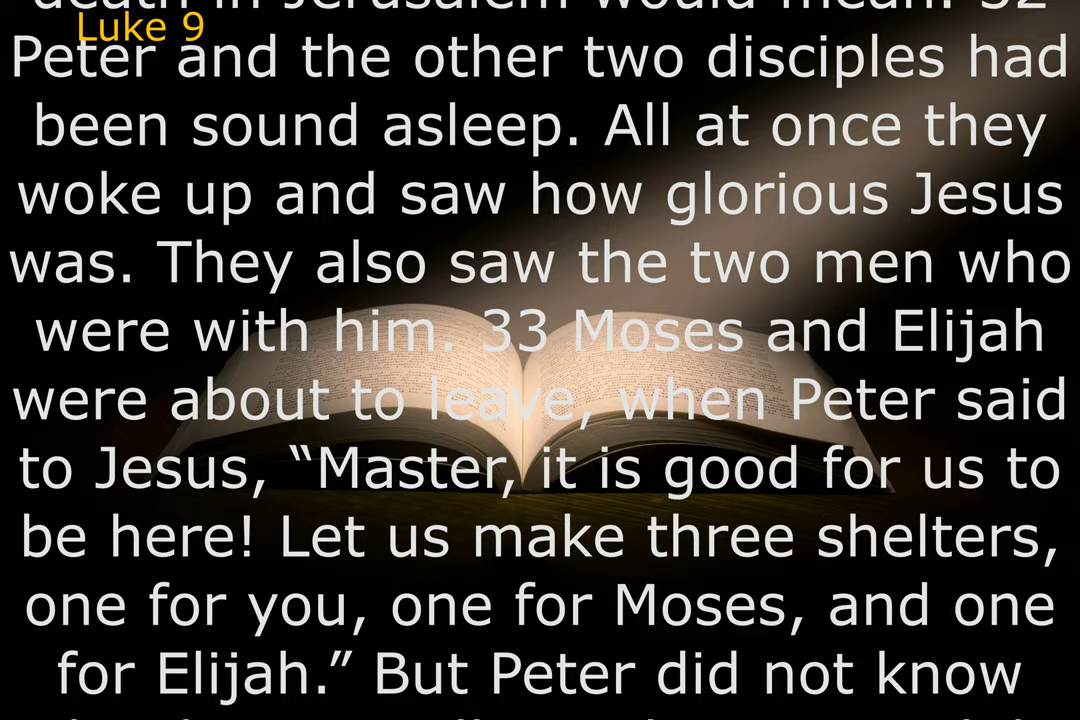 death in Jerusalem would mean. 32
Luke 9
Peter and the other two disciples had
been sound asleep. All at once they
woke up and saw how glorious Jesus
was. They also saw the two men who
were with him. 33 Moses and Elijah
were about to leave, when Peter said
to Jesus, “Master, it is good for us to
be here! Let us make three shelters,
one for you, one for Moses, and one
for Elijah.” But Peter did not know